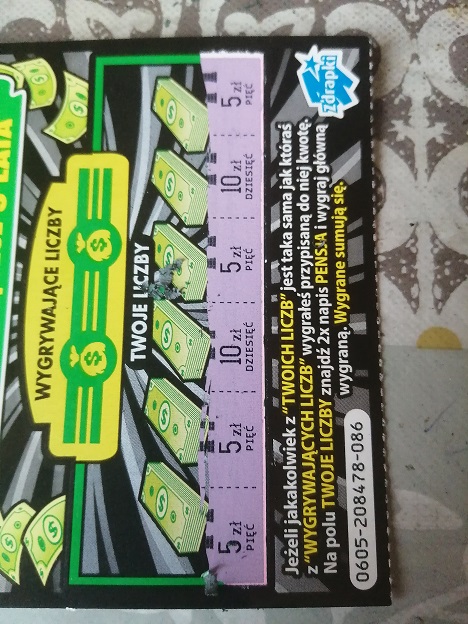 LATA
WYGRYWAJĄCE LICZBY
TWOJE LICZBY
5 zł 5 zł 10 zł 5 zł 10 zł 5 zł
PIĘĆ PIĘĆ DZIESIĘĆ PIĘĆ DZIESIĘĆ PIĘĆ
Jeżeli jakakolwiek z "TWOICH LICZB" jest taka sama jak któraś
z "WYGRYWAJĄCYCH LICZB" wygrałeś przypisaną do niej kwotę.
Na polu TWOJE LICZBY znajdź 2x napis PENSJA i wygraj główną
wygraną. Wygrane sumują się.
Zdrapki
0605-208478-086